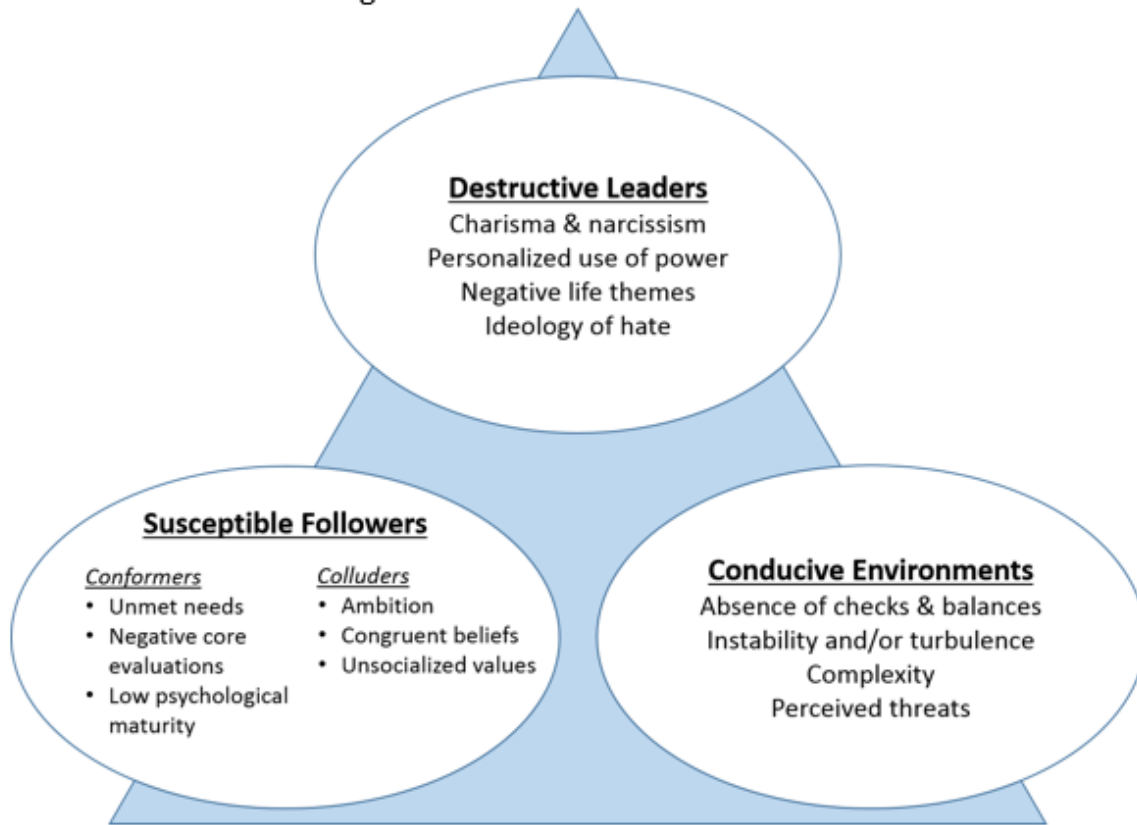 Destructive Leaders
Charisma & narcissism
Personalized use of power
Negative life themes
Ideology of hate
Susceptible Followers
Conformers
• Unmet needs
• Negative core
evaluations
• Low psychological
maturity
Colluders
• Ambition
• Congruent beliefs
• Unsocialized values
Conducive Environments
Absence of checks & balances
Instability and/or turbulence
Complexity
Perceived threats